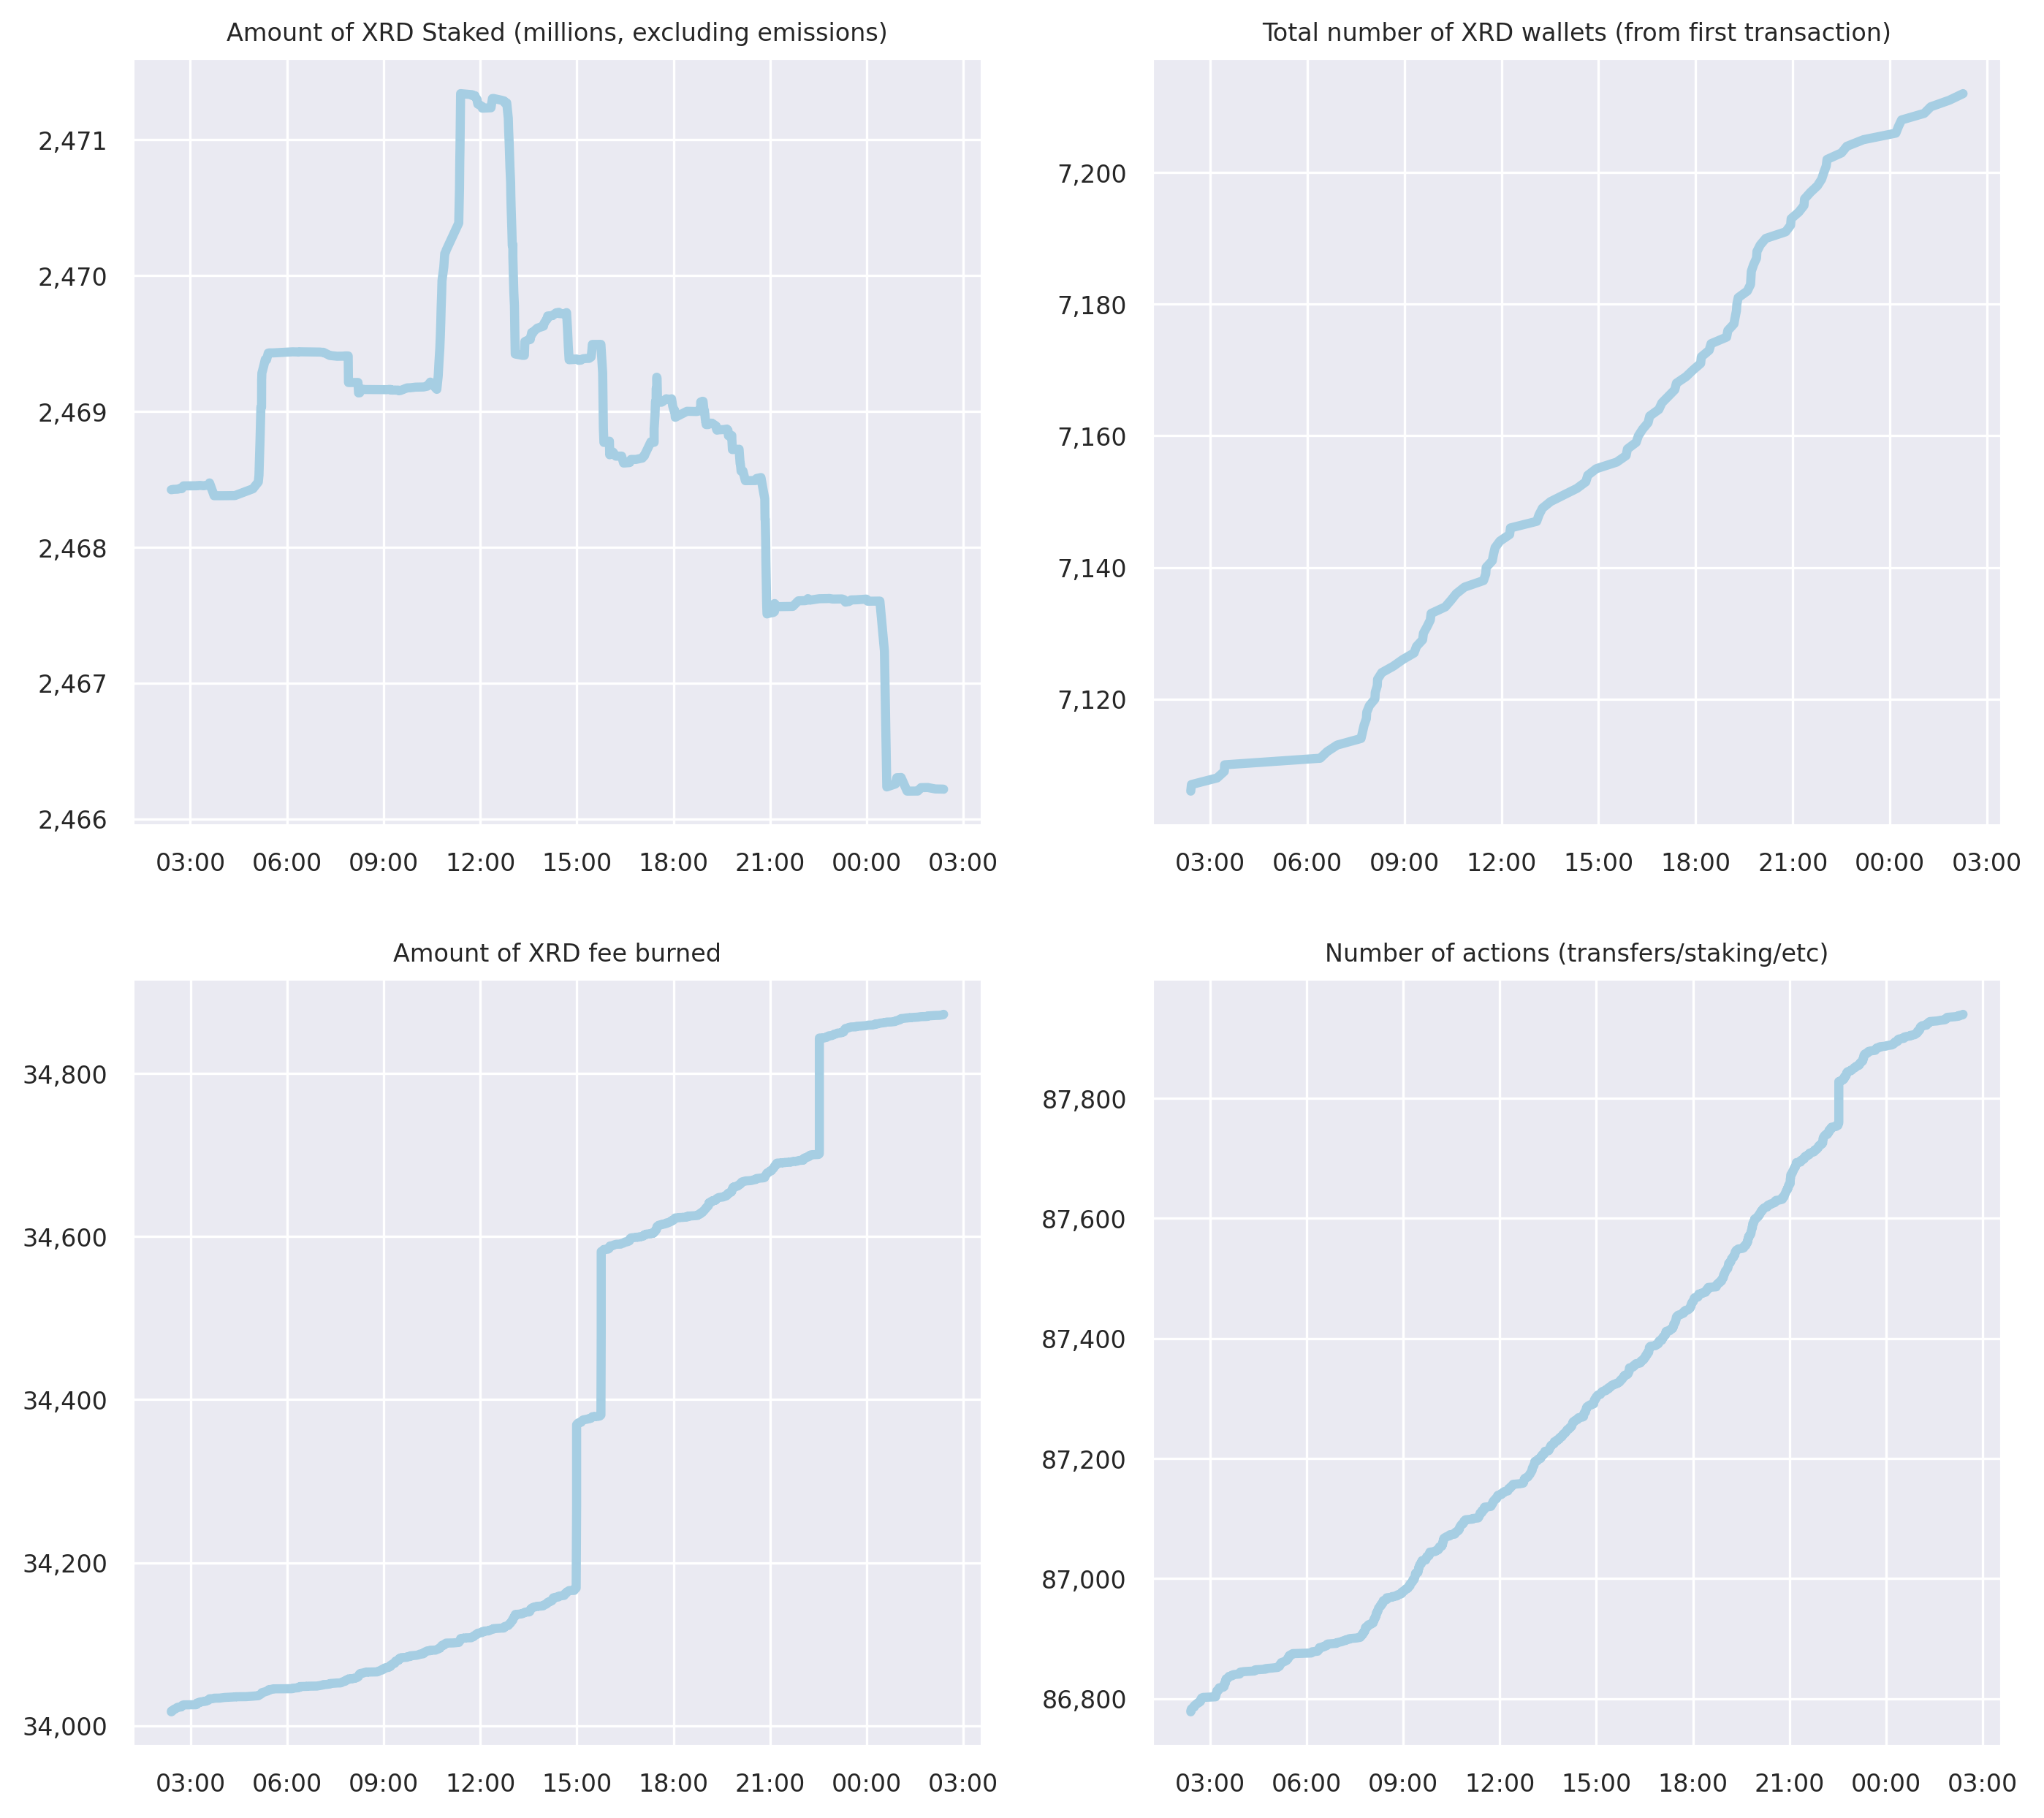 Amount of XRD Staked (millions, excluding emissions)
2,471
2,470
2,469
2,468
2,467
2,466
03:00 06:00 09:00 12:00 15:00 18:00 21:00 00:00 03:00
Total number of XRD wallets (from first transaction)
7,200
7,180
7,160
7,140
7,120
03:00 06:00 09:00 12:00 15:00 18:00 21:00 00:00 03:00
Amount of XRD fee burned
34,800
34,600
34,400
34,200
34,000
03:00 06:00 09:00 12:00 15:00 18:00 21:00 00:00 03:00
Number of actions (transfers/staking/etc)
87,800
87,600
87,400
87,200
87,000
86,800
03:00 06:00 09:00 12:00 15:00 18:00 21:00 00:00 03:00